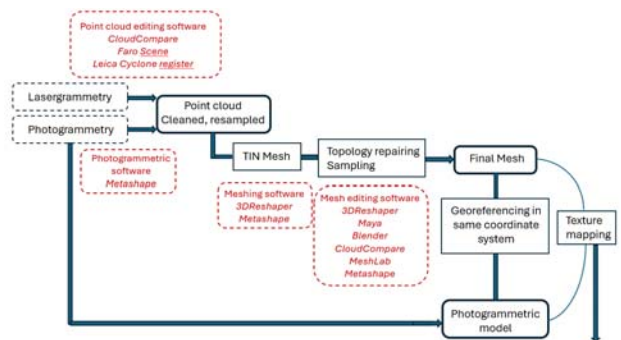 Point cloud editing software
CloudCompare
Faro Scene
Leica Cyclone register
Lasergrammetry
Point cloud
Cleaned, resampled
Photogrammetry
Photogrammetric
software
Metashape
TIN Mesh
Topology repairing
Sampling
Final Mesh
Meshing software
3DReshaper
Metashape
Mesh editing software
3DReshaper
Maya
Blender
CloudCompare
MeshLab
Metashape
Georeferencing in
same coordinate
system
Texture
mapping
Photogrammetric
model